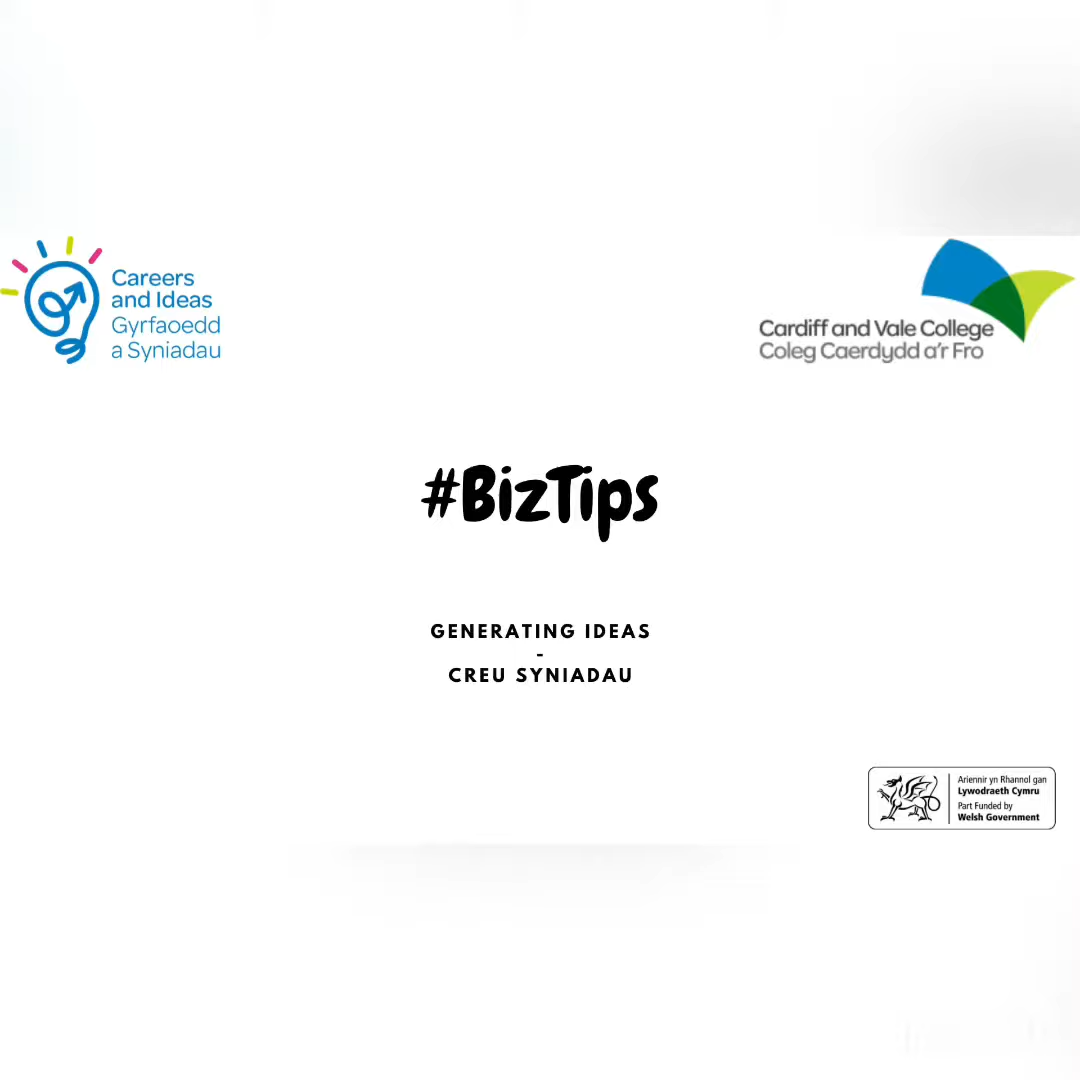 Careers
and Ideas
Gyrfaoedd
a Syniadau
Cardiff and Vale College
Coleg Caerdydd a'r Fro
#BizTips
GENERATING IDEAS
-
CREU SYNIADAU
Ariennir yn Rhannol gan
Lywodraeth Cymru
Part Funded by
Welsh Government